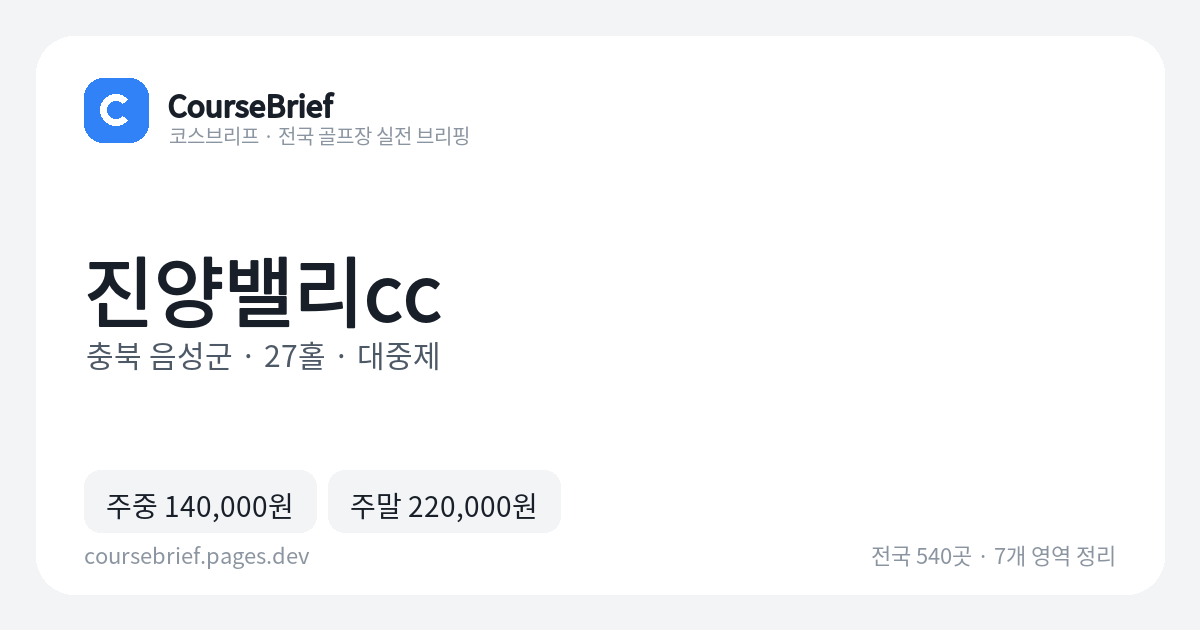 C
CourseBrief
코스브리프 · 전국 골프장 실전 브리핑
진양밸리cc
충북 음성군 · 27홀 · 대중제
주중 140,000원 주말 220,000원
coursebrief.pages.dev 전국 540곳 · 7개 영역 정리